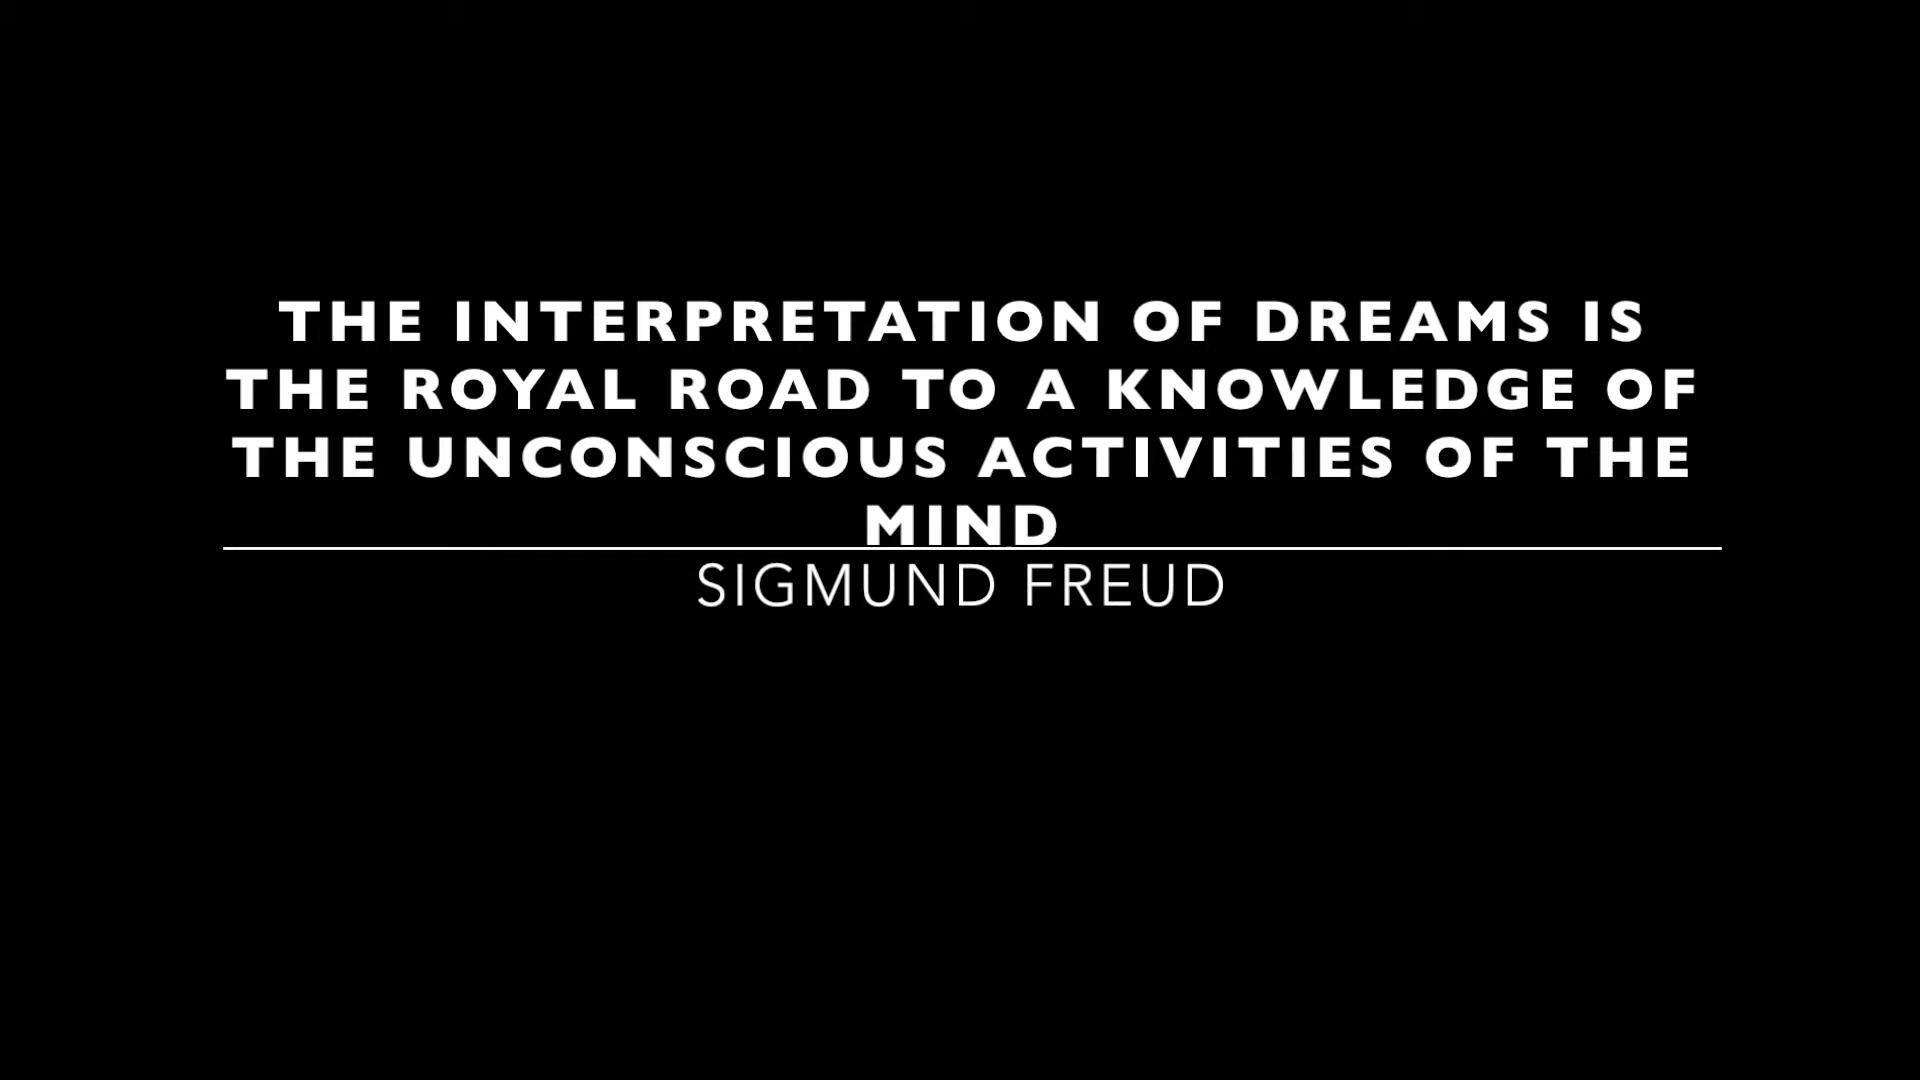 THE INTERPRETATION OF DREAMS IS
THE ROYAL ROAD TO A KNOWLEDGE OF
THE UNCONSCIOUS ACTIVITIES OF THE
MIND
SIGMUND FREUD